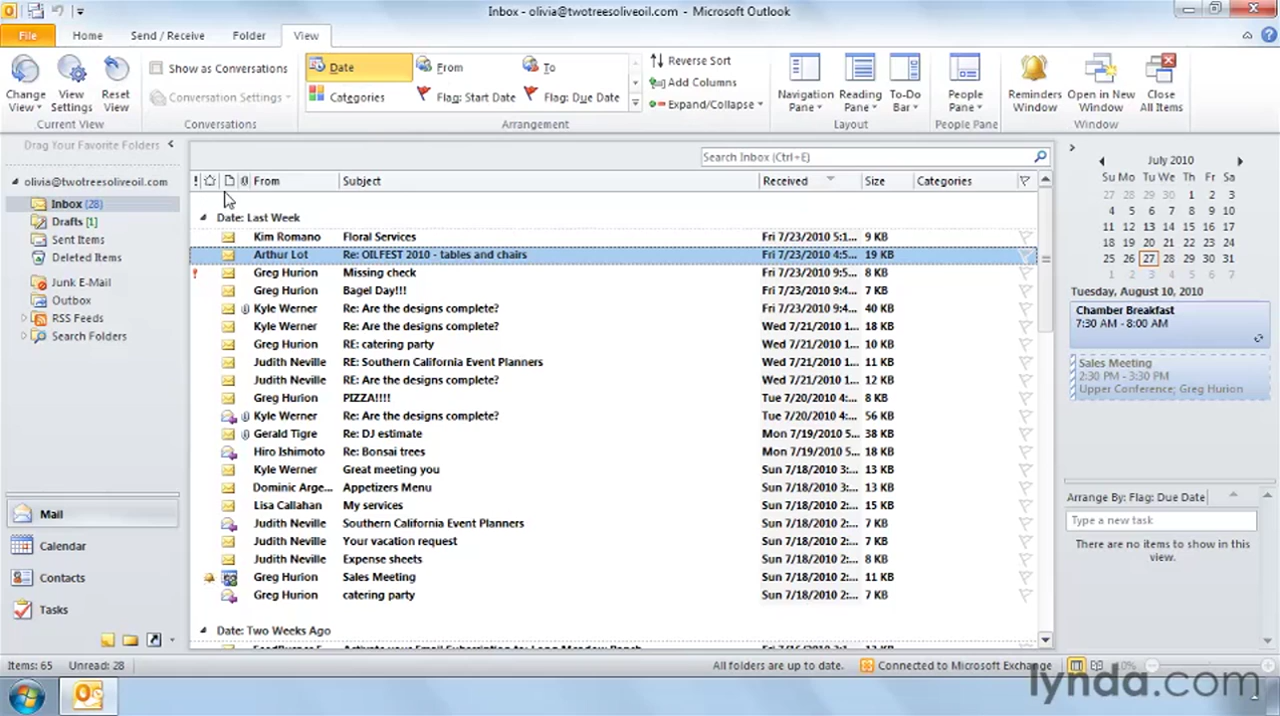 Inbox - olivia@twotreesoliveoil.com - Microsoft Outlook
File Home Send / Receive Folder View
Change View
View Settings
Reset View
Current View
Show as Conversations
Conversation Settings
Conversations
Date From To
Categories Flag: Start Date Flag: Due Date
Arrangement
Reverse Sort
Add Columns
Expand/Collapse
Navigation Pane
Reading Pane
To-Do Bar
Layout
People Pane
People Pane
Reminders Window
Open in New Window
Close All Items
Window
Drag Your Favorite Folders
olivia@twotreesoliveoil.com
Inbox (28)
Drafts [1]
Sent Items
Deleted Items
Junk E-Mail
Outbox
RSS Feeds
Search Folders
Mail
Calendar
Contacts
Tasks
Search Inbox (Ctrl+E)
From Subject Received Size Categories
Date: Last Week
Kim Romano Floral Services Fri 7/23/2010 5:1... 9 KB
Arthur Lot Re: OILFEST 2010 - tables and chairs Fri 7/23/2010 4:5... 19 KB
Greg Hurion Missing check Fri 7/23/2010 9:5... 8 KB
Greg Hurion Bagel Day!!! Fri 7/23/2010 9:4... 7 KB
Kyle Werner Re: Are the designs complete? Fri 7/23/2010 9:4... 40 KB
Kyle Werner Re: Are the designs complete? Wed 7/21/2010 1... 18 KB
Greg Hurion RE: catering party Wed 7/21/2010 1... 10 KB
Judith Neville RE: Southern California Event Planners Wed 7/21/2010 1... 11 KB
Judith Neville RE: Are the designs complete? Wed 7/21/2010 1... 12 KB
Greg Hurion PIZZA!!!! Tue 7/20/2010 4:... 8 KB
Kyle Werner Re: Are the designs complete? Tue 7/20/2010 4:... 56 KB
Gerald Tigre Re: DJ estimate Mon 7/19/2010 5... 38 KB
Hiro Ishimoto Re: Bonsai trees Mon 7/19/2010 5... 18 KB
Kyle Werner Great meeting you Sun 7/18/2010 3:... 13 KB
Dominic Arge... Appetizers Menu Sun 7/18/2010 2:... 13 KB
Lisa Callahan My services Sun 7/18/2010 2:... 15 KB
Judith Neville Southern California Event Planners Sun 7/18/2010 2:... 7 KB
Judith Neville Your vacation request Sun 7/18/2010 2:... 7 KB
Judith Neville Expense sheets Sun 7/18/2010 2:... 8 KB
Greg Hurion Sales Meeting Sun 7/18/2010 2:... 11 KB
Greg Hurion catering party Sun 7/18/2010 2:... 7 KB
Date: Two Weeks Ago
July 2010
Su Mo Tu We Th Fr Sa
27 28 29 30 1 2 3
4 5 6 7 8 9 10
11 12 13 14 15 16 17
18 19 20 21 22 23 24
25 26 27 28 29 30 31
1 2 3 4 5 6 7
Tuesday, August 10, 2010
Chamber Breakfast
7:30 AM - 8:00 AM
Sales Meeting
2:30 PM - 3:30 PM
Upper Conference; Greg Hurion
Arrange By: Flag: Due Date
Type a new task
There are no items to show in this
view.
Items: 65 Unread: 28 All folders are up to date. Connected to Microsoft Exchange
lynda.com